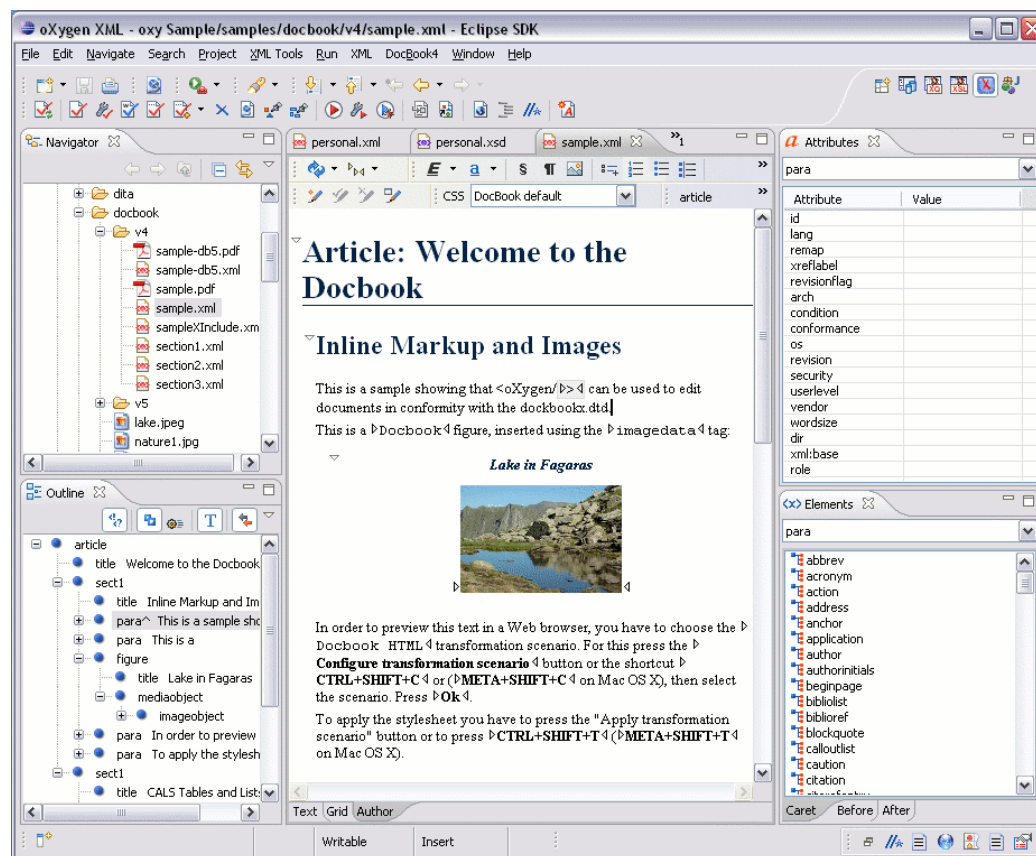 oXygen XML - oxy Sample/samples/docbook/v4/sample.xml - Eclipse SDK
File Edit Navigate Search Project XML Tools Run XML DocBook4 Window Help
Navigator
dita
docbook
v4
sample-db5.pdf
sample-db5.xml
sample.pdf
sample.xml
sampleXInclude.xm
section1.xml
section2.xml
section3.xml
v5
lake.jpeg
nature1.jpg
Outline
article
title Welcome to the Docbook
sect1
title Inline Markup and Im
para^ This is a sample sho
para This is a
figure
title Lake in Fagaras
mediaobject
imageobject
para In order to preview
para To apply the stylesh
sect1
title CALS Tables and List
personal.xml personal.xsd sample.xml »1
CSS DocBook default article
Article: Welcome to the
Docbook
Inline Markup and Images
This is a sample showing that <oXygen/> can be used to edit
documents in conformity with the dockbookx.dtd.
This is a Docbook figure, inserted using the imagedata tag:
Lake in Fagaras
In order to preview this text in a Web browser, you have to choose the
Docbook HTML transformation scenario. For this press the
Configure transformation scenario button or the shortcut
CTRL+SHIFT+C or (META+SHIFT+C on Mac OS X), then select
the scenario. Press Ok.
To apply the stylesheet you have to press the "Apply transformation
scenario" button or to press CTRL+SHIFT+T (META+SHIFT+T
on Mac OS X).
Text Grid Author
Attributes
para
Attribute Value
id
lang
remap
xreflabel
revisionflag
arch
condition
conformance
os
revision
security
userlevel
vendor
wordsize
dir
xml:base
role
Elements
para
abbrev
acronym
action
address
anchor
application
author
authorinitials
beginpage
bibliolist
biblioref
blockquote
calloutlist
caution
citation
Caret Before After
Writable Insert